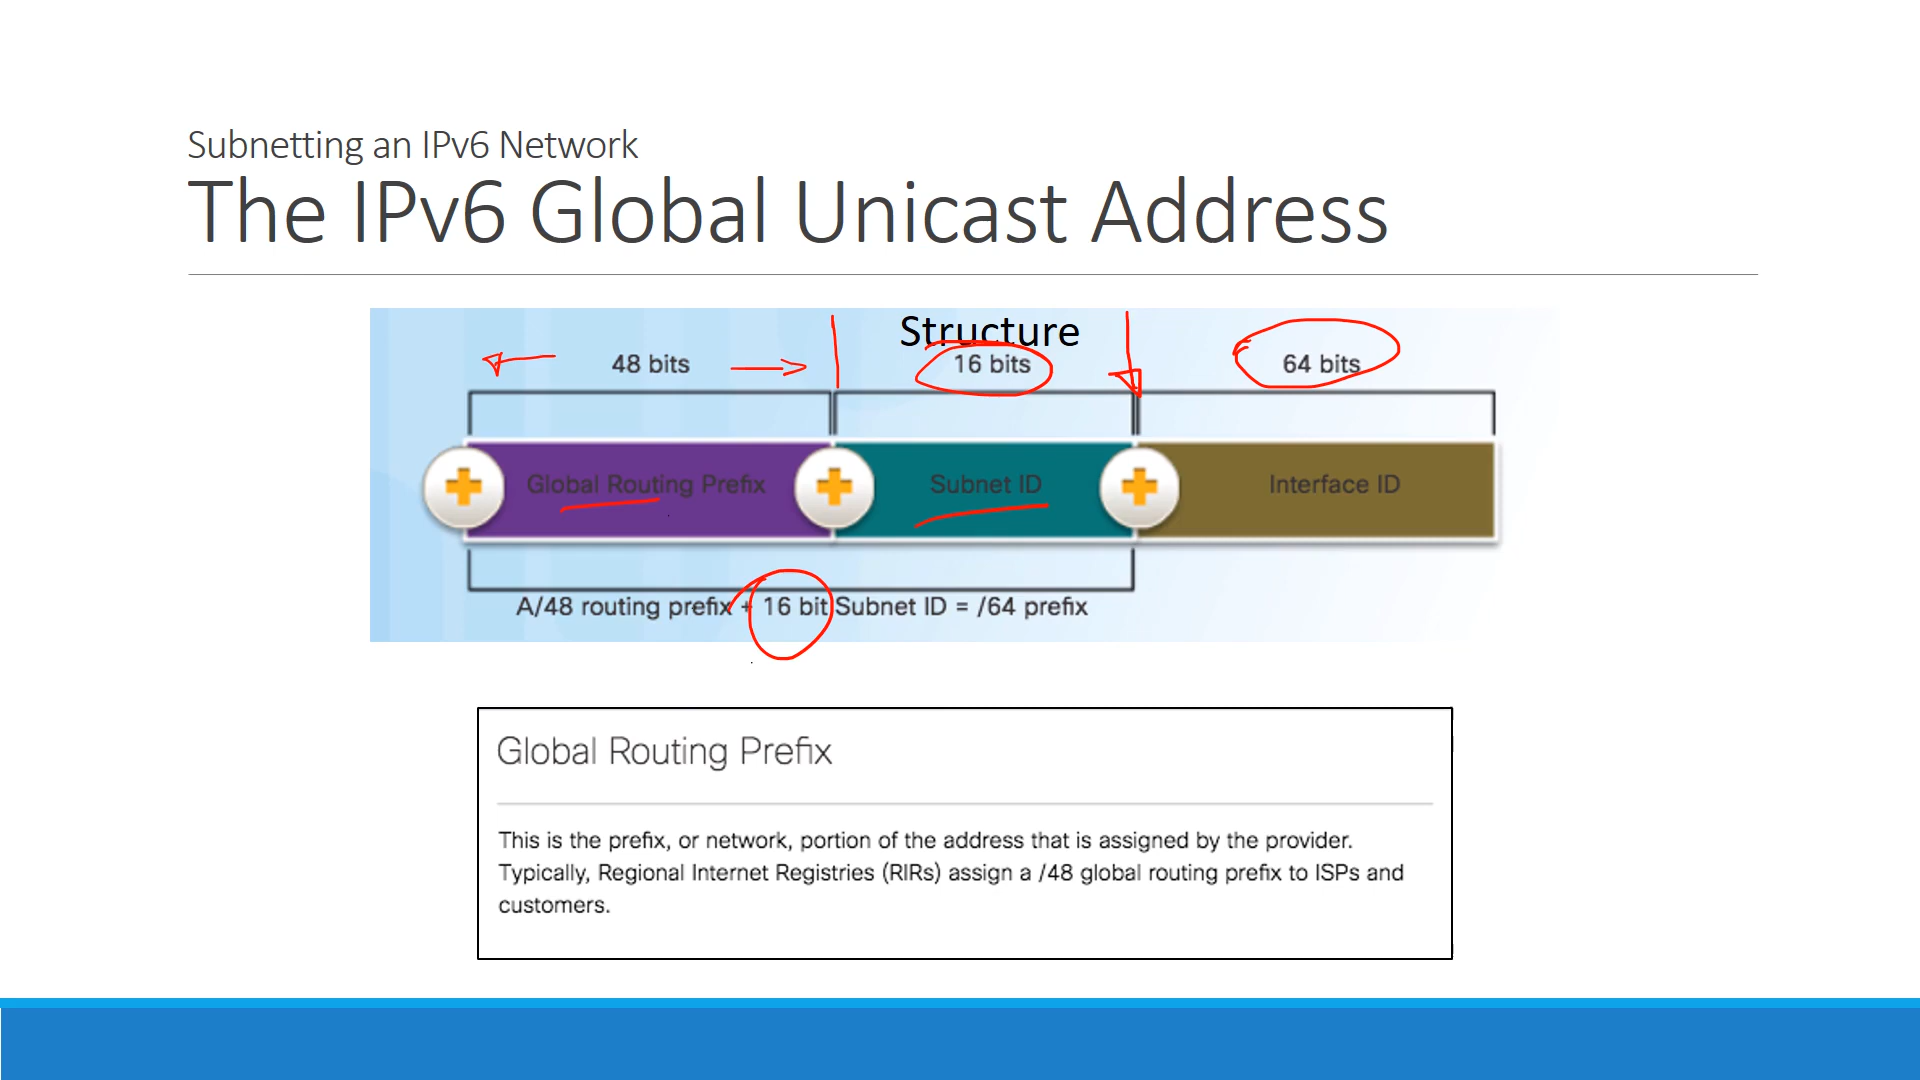 Subnetting an IPv6 Network
The IPv6 Global Unicast Address
Structure
48 bits 16 bits 64 bits
Global Routing Prefix Subnet ID Interface ID
A/48 routing prefix + 16 bit Subnet ID = /64 prefix
Global Routing Prefix
This is the prefix, or network, portion of the address that is assigned by the provider.
Typically, Regional Internet Registries (RIRs) assign a /48 global routing prefix to ISPs and
customers.